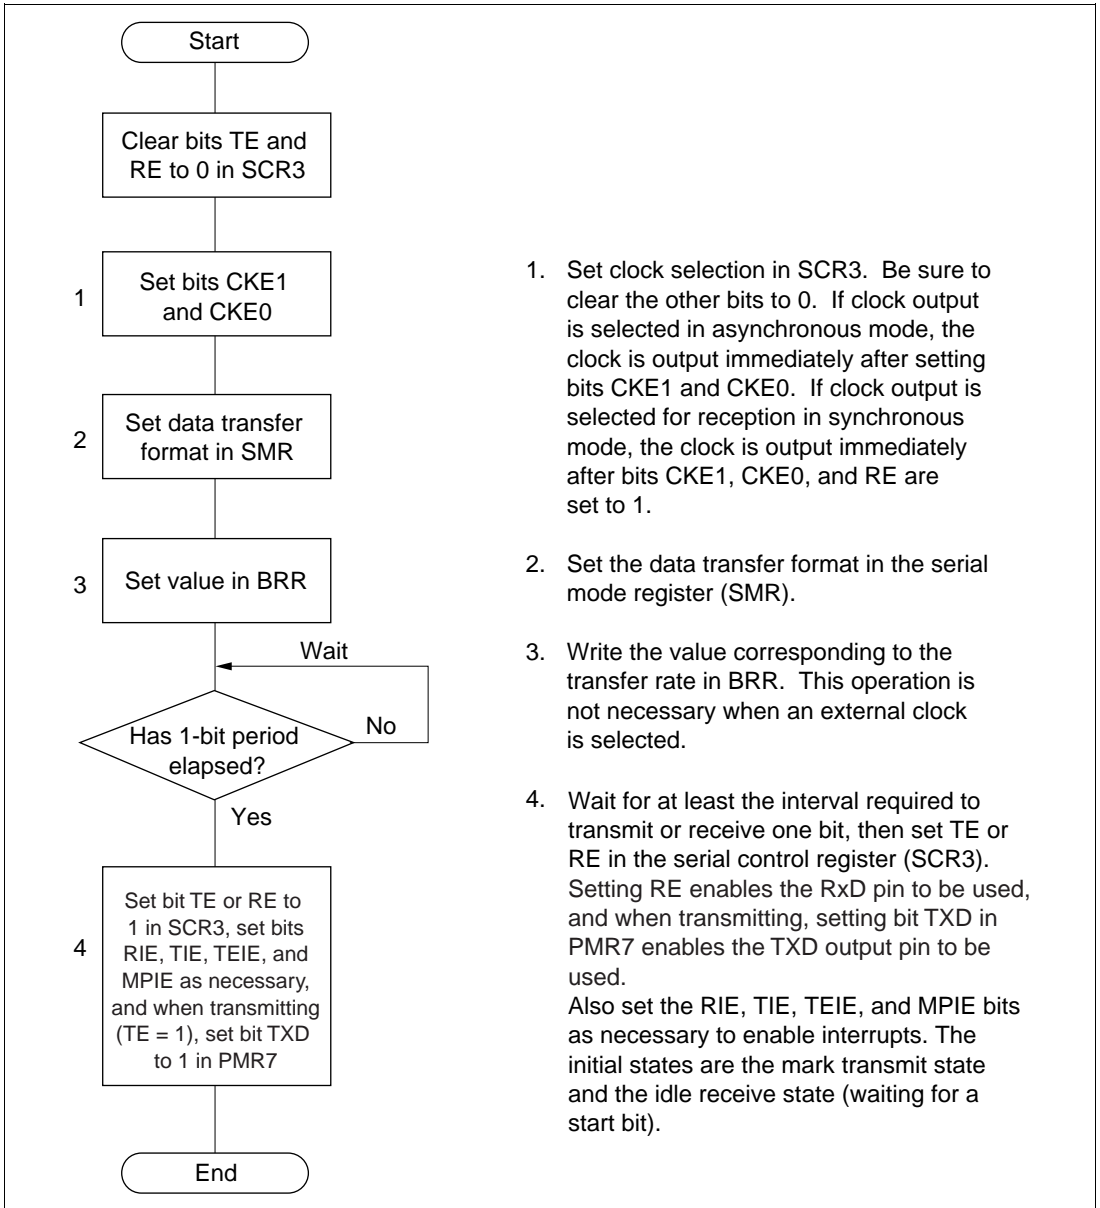 Start
Clear bits TE and
RE to 0 in SCR3
1
Set bits CKE1
and CKE0
2
Set data transfer
format in SMR
3
Set value in BRR
Wait
Has 1-bit period
elapsed?
No
Yes
4
Set bit TE or RE to
1 in SCR3, set bits
RIE, TIE, TEIE, and
MPIE as necessary,
and when transmitting
(TE = 1), set bit TXD
to 1 in PMR7
End
1. Set clock selection in SCR3. Be sure to
clear the other bits to 0. If clock output
is selected in asynchronous mode, the
clock is output immediately after setting
bits CKE1 and CKE0. If clock output is
selected for reception in synchronous
mode, the clock is output immediately
after bits CKE1, CKE0, and RE are
set to 1.
2. Set the data transfer format in the serial
mode register (SMR).
3. Write the value corresponding to the
transfer rate in BRR. This operation is
not necessary when an external clock
is selected.
4. Wait for at least the interval required to
transmit or receive one bit, then set TE or
RE in the serial control register (SCR3).
Setting RE enables the RxD pin to be used,
and when transmitting, setting bit TXD in
PMR7 enables the TXD output pin to be
used.
Also set the RIE, TIE, TEIE, and MPIE bits
as necessary to enable interrupts. The
initial states are the mark transmit state
and the idle receive state (waiting for a
start bit).